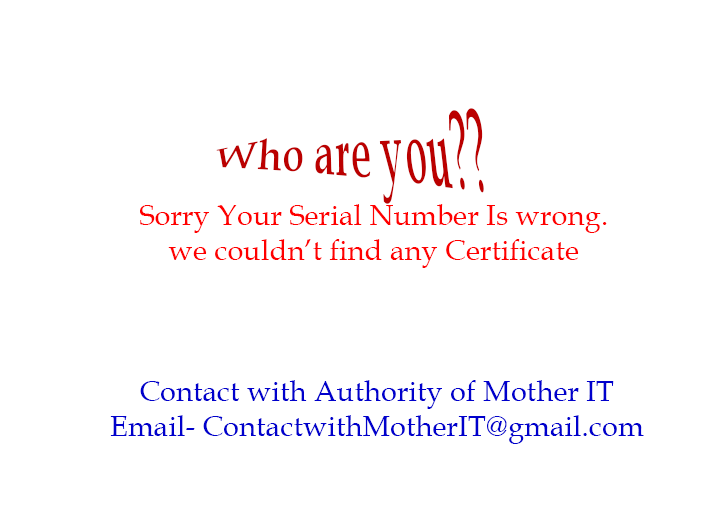 who are you??
Sorry Your Serial Number Is wrong.
we couldn’t find any Certificate
Contact with Authority of Mother IT
Email- ContactwithMotherIT@gmail.com